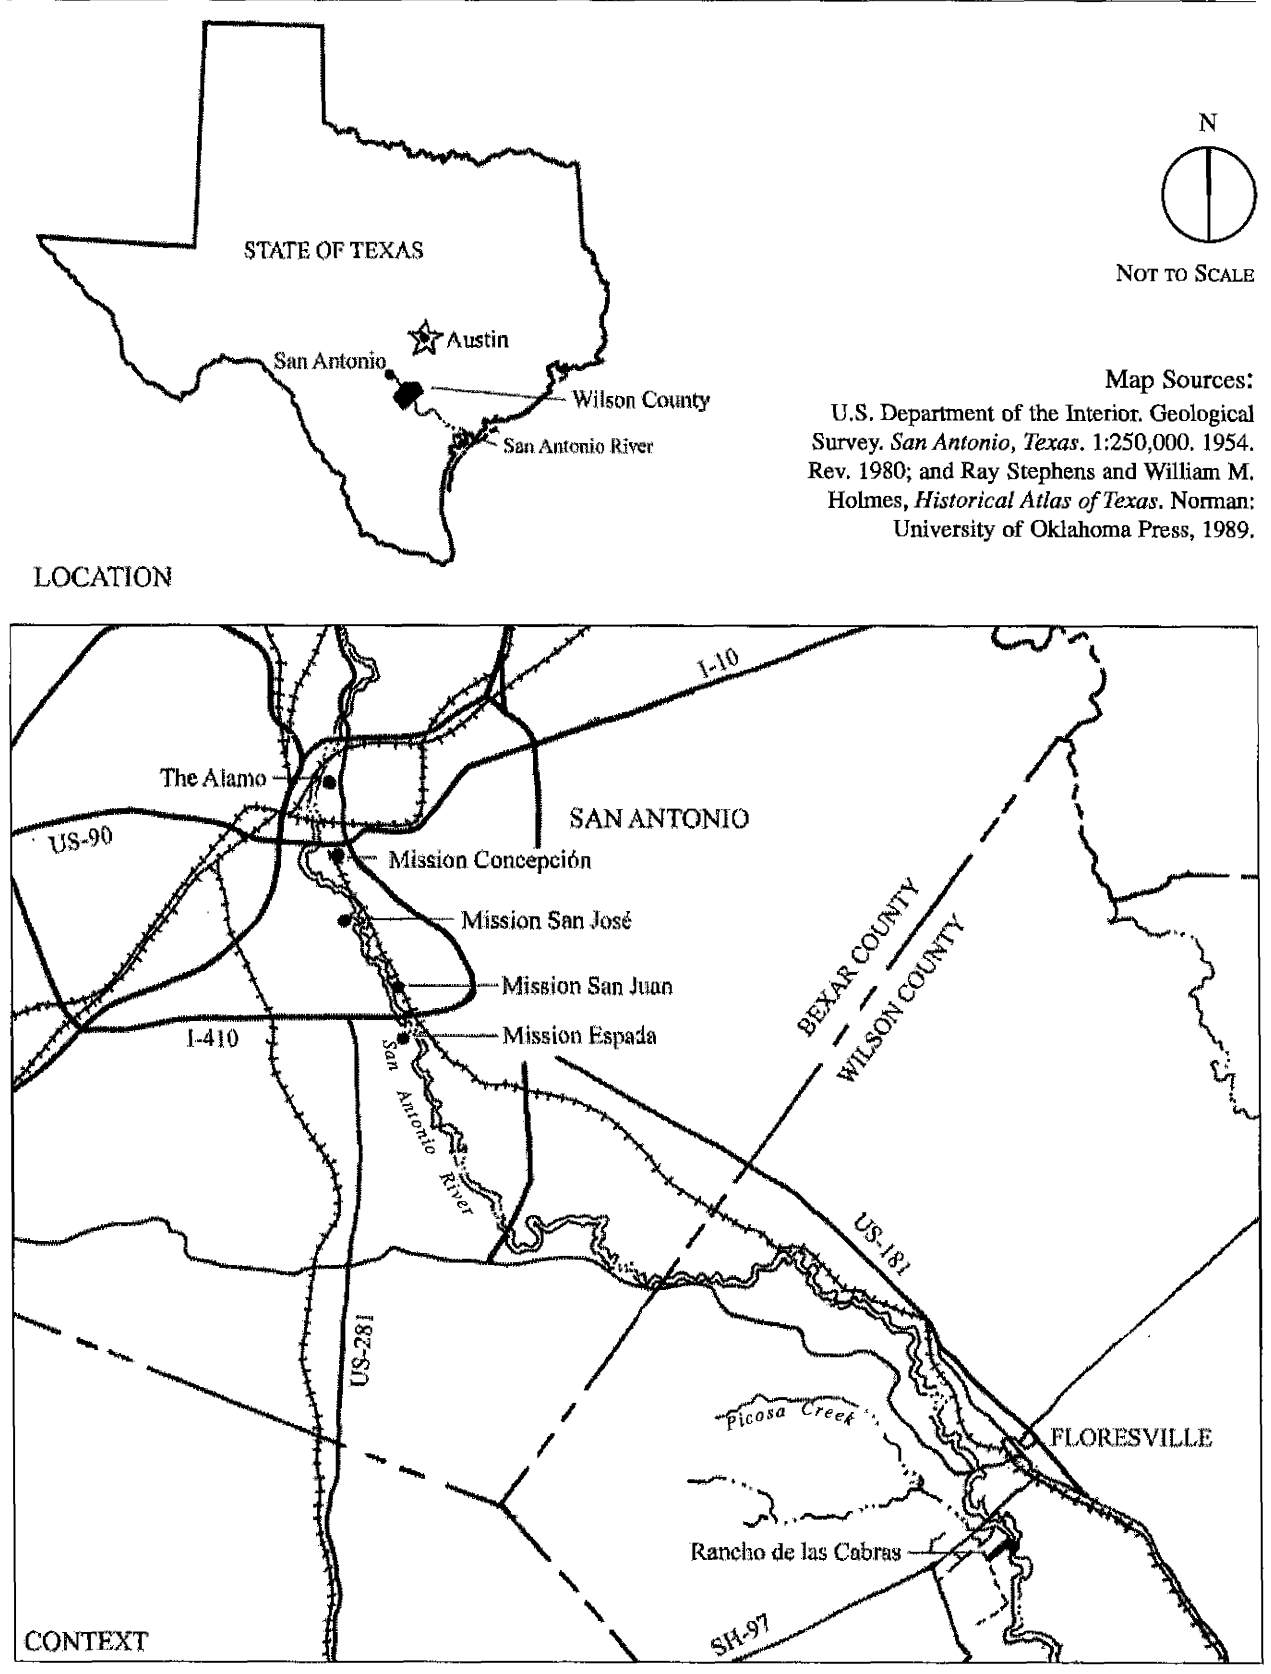 N
NOT TO SCALE
STATE OF TEXAS
Austin
San Antonio
Wilson County
San Antonio River
Map Sources:
U.S. Department of the Interior. Geological
Survey. San Antonio, Texas. 1:250,000. 1954.
Rev. 1980; and Ray Stephens and William M.
Holmes, Historical Atlas of Texas. Norman:
University of Oklahoma Press, 1989.
LOCATION
I-10
The Alamo
SAN ANTONIO
US-90
Mission Concepción
Mission San José
BEXAR COUNTY
WILSON COUNTY
Mission San Juan
I-410
Mission Espada
San Antonio River
US-181
US-281
Picosa Creek
FLORESVILLE
Rancho de las Cabras
SH-97
CONTEXT